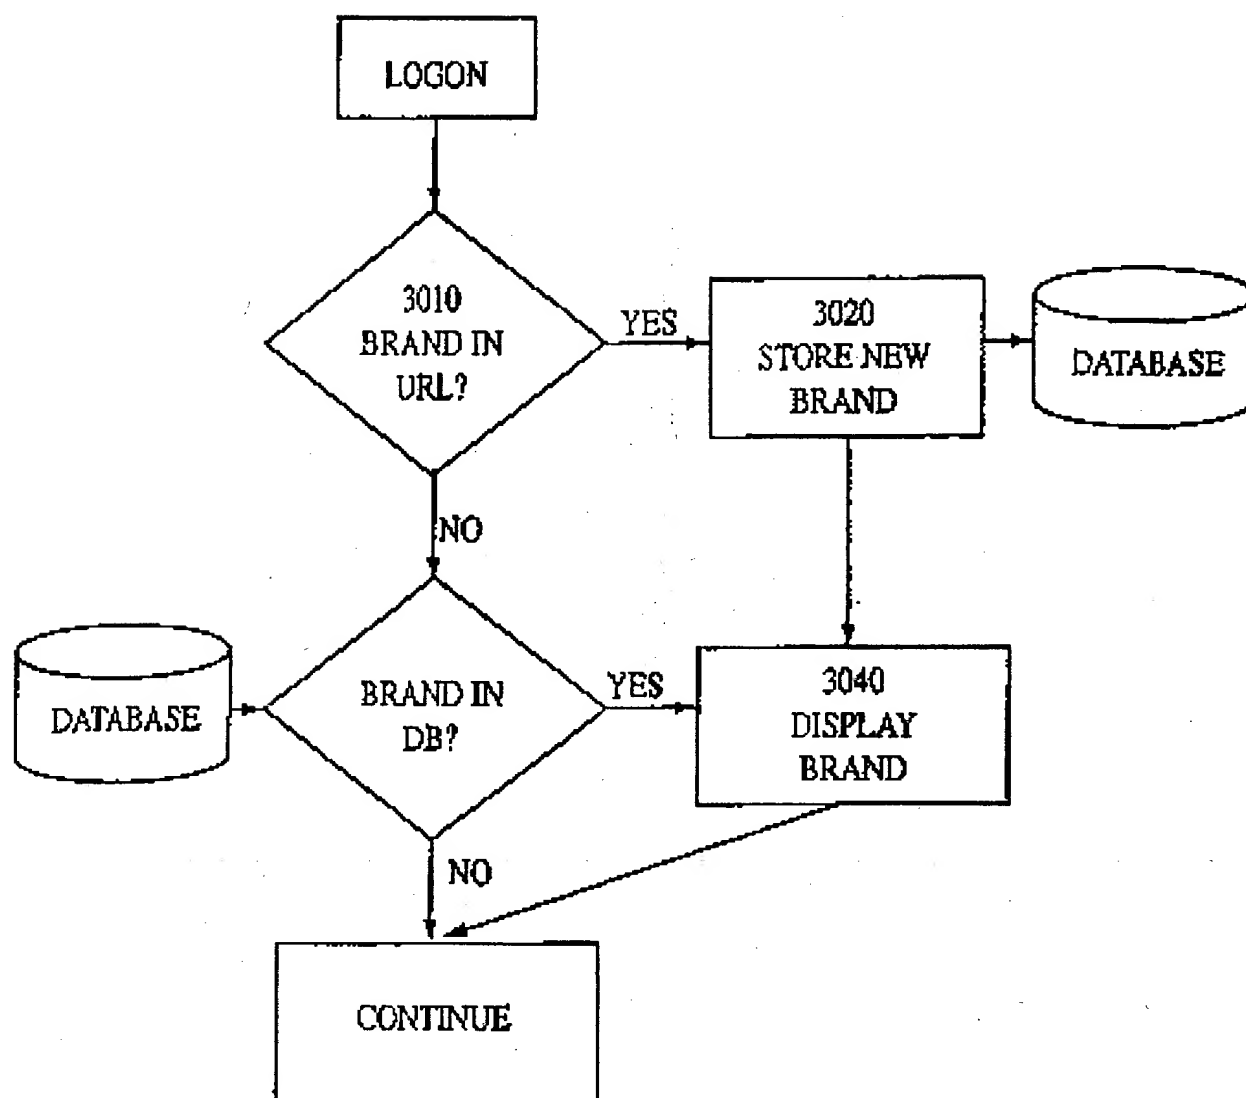 LOGON
3010
BRAND IN
URL?
YES
3020
STORE NEW
BRAND
DATABASE
NO
DATABASE
BRAND IN
DB?
YES
3040
DISPLAY
BRAND
NO
CONTINUE